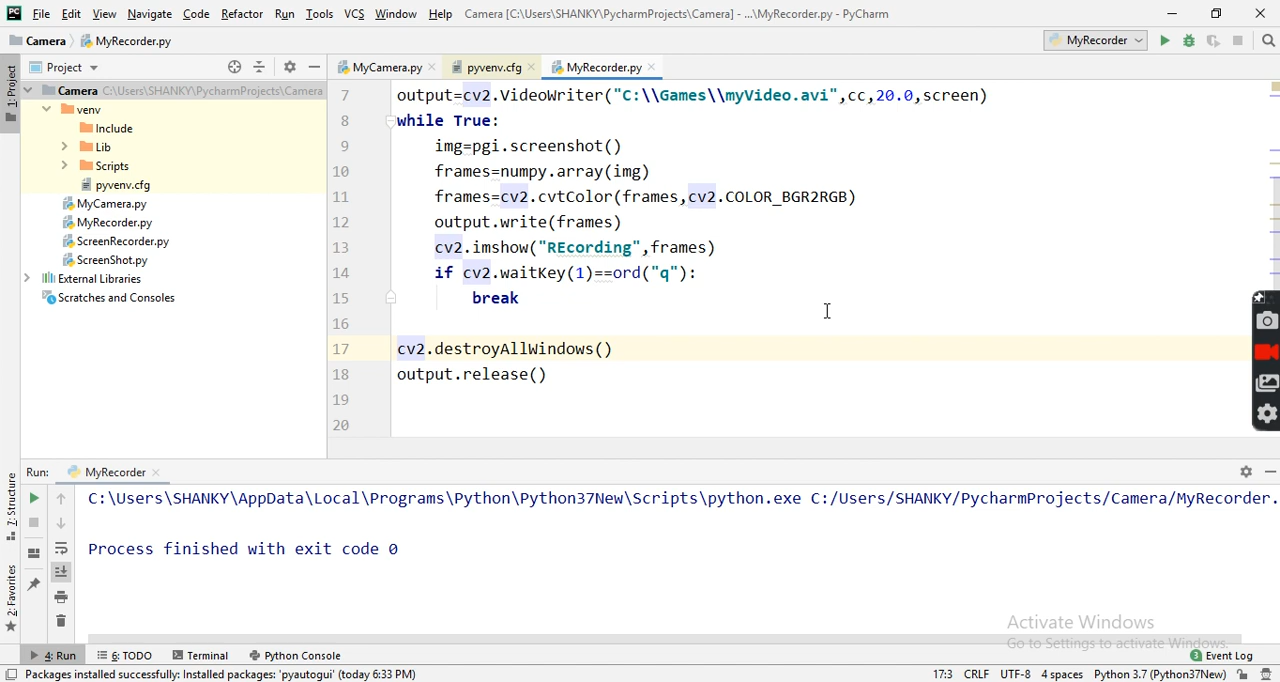 File Edit View Navigate Code Refactor Run Tools VCS Window Help Camera [C:\Users\SHANKY\PycharmProjects\Camera] - ...\MyRecorder.py - PyCharm
Camera MyRecorder.py MyRecorder
1: Project
Project
MyCamera.py pyvenv.cfg MyRecorder.py
Camera C:\Users\SHANKY\PycharmProjects\Camera
venv
Include
Lib
Scripts
pyvenv.cfg
MyCamera.py
MyRecorder.py
ScreenRecorder.py
ScreenShot.py
External Libraries
Scratches and Consoles
7 output=cv2.VideoWriter("C:\\Games\\myVideo.avi",cc,20.0,screen)
8 while True:
9 img=pgi.screenshot()
10 frames=numpy.array(img)
11 frames=cv2.cvtColor(frames,cv2.COLOR_BGR2RGB)
12 output.write(frames)
13 cv2.imshow("REcording",frames)
14 if cv2.waitKey(1)==ord("q"):
15 break
16
17 cv2.destroyAllWindows()
18 output.release()
19
20
7: Structure
2: Favorites
Run: MyRecorder
C:\Users\SHANKY\AppData\Local\Programs\Python\Python37New\Scripts\python.exe C:/Users/SHANKY/PycharmProjects/Camera/MyRecorder.
Process finished with exit code 0
Activate Windows
Go to Settings to activate Windows.
4: Run 6: TODO Terminal Python Console 3 Event Log
Packages installed successfully: Installed packages: 'pyautogui' (today 6:33 PM) 17:3 CRLF UTF-8 4 spaces Python 3.7 (Python37New)